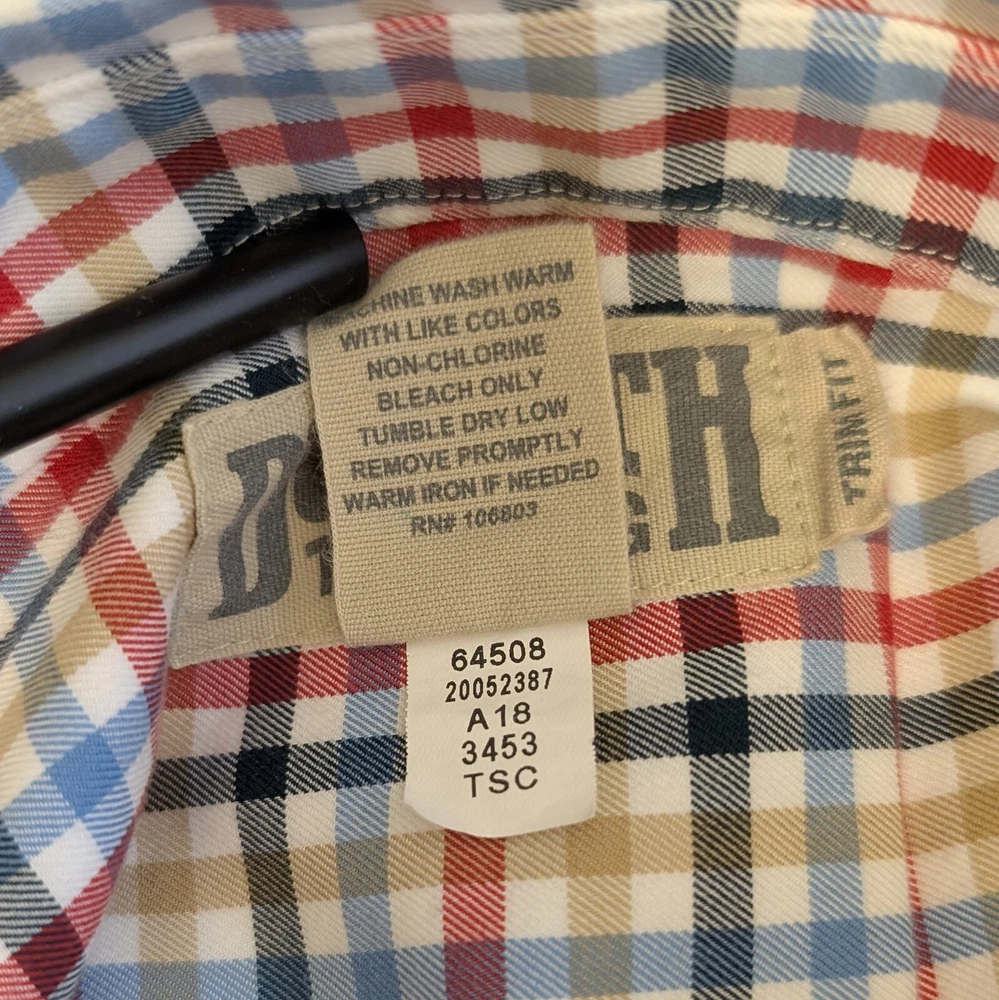 WASH WARM
WITH LIKE COLORS
NON-CHLORINE
BLEACH ONLY
TUMBLE DRY LOW
REMOVE PROMPTLY
WARM IRON IF NEEDED
RN# 106803
TRIM FIT
64508
20052387
A18
3453
TSC